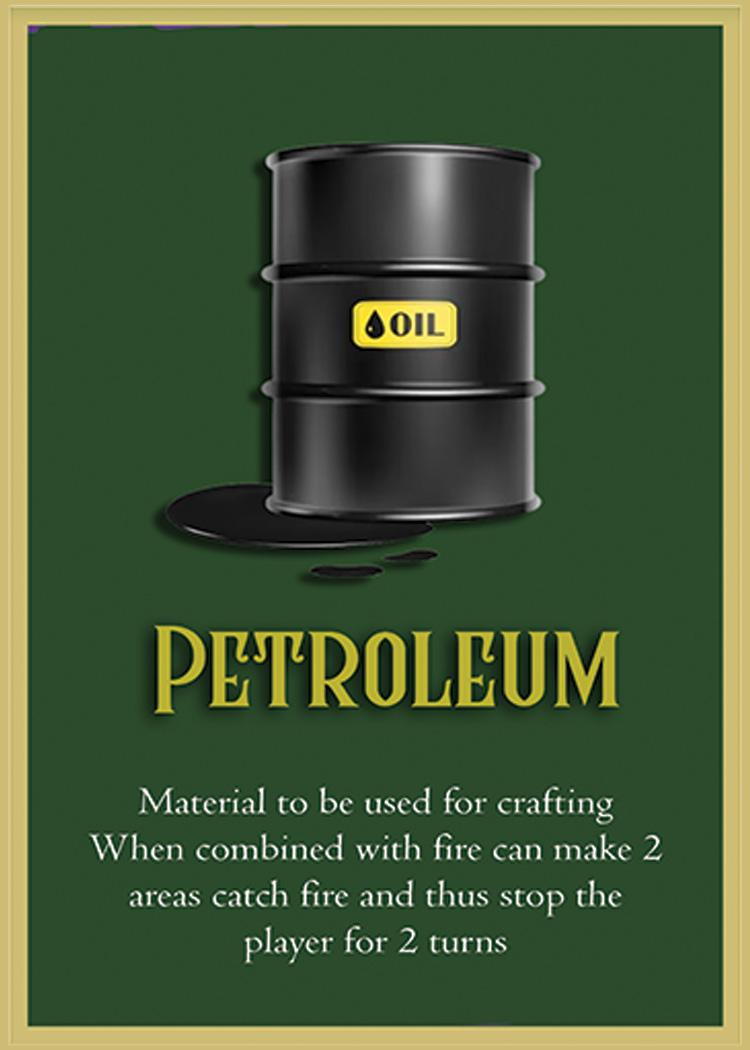 OIL
PETROLEUM
Material to be used for crafting
When combined with fire can make 2
areas catch fire and thus stop the
player for 2 turns